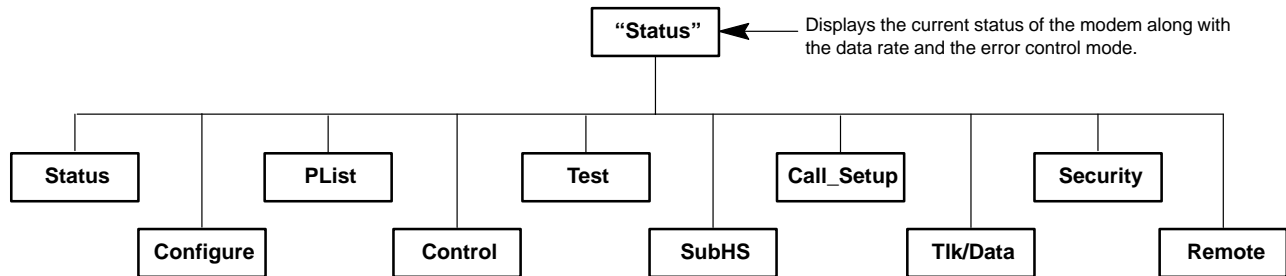 “Status”
Displays the current status of the modem along with
the data rate and the error control mode.
Status
PList
Test
Call_Setup
Security
Configure
Control
SubHS
Tlk/Data
Remote